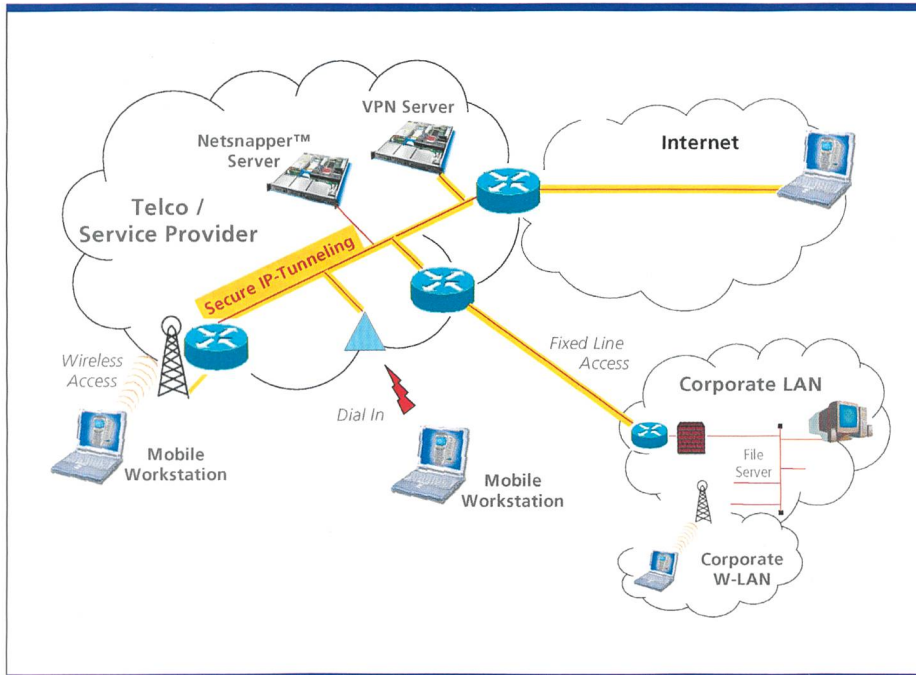 VPN Server
Netsnapper™
Server
Internet
Telco /
Service Provider
Secure IP-Tunneling
Wireless
Access
Fixed Line
Access
Corporate LAN
Dial In
Mobile
Workstation
Mobile
Workstation
File
Server
Corporate
W-LAN